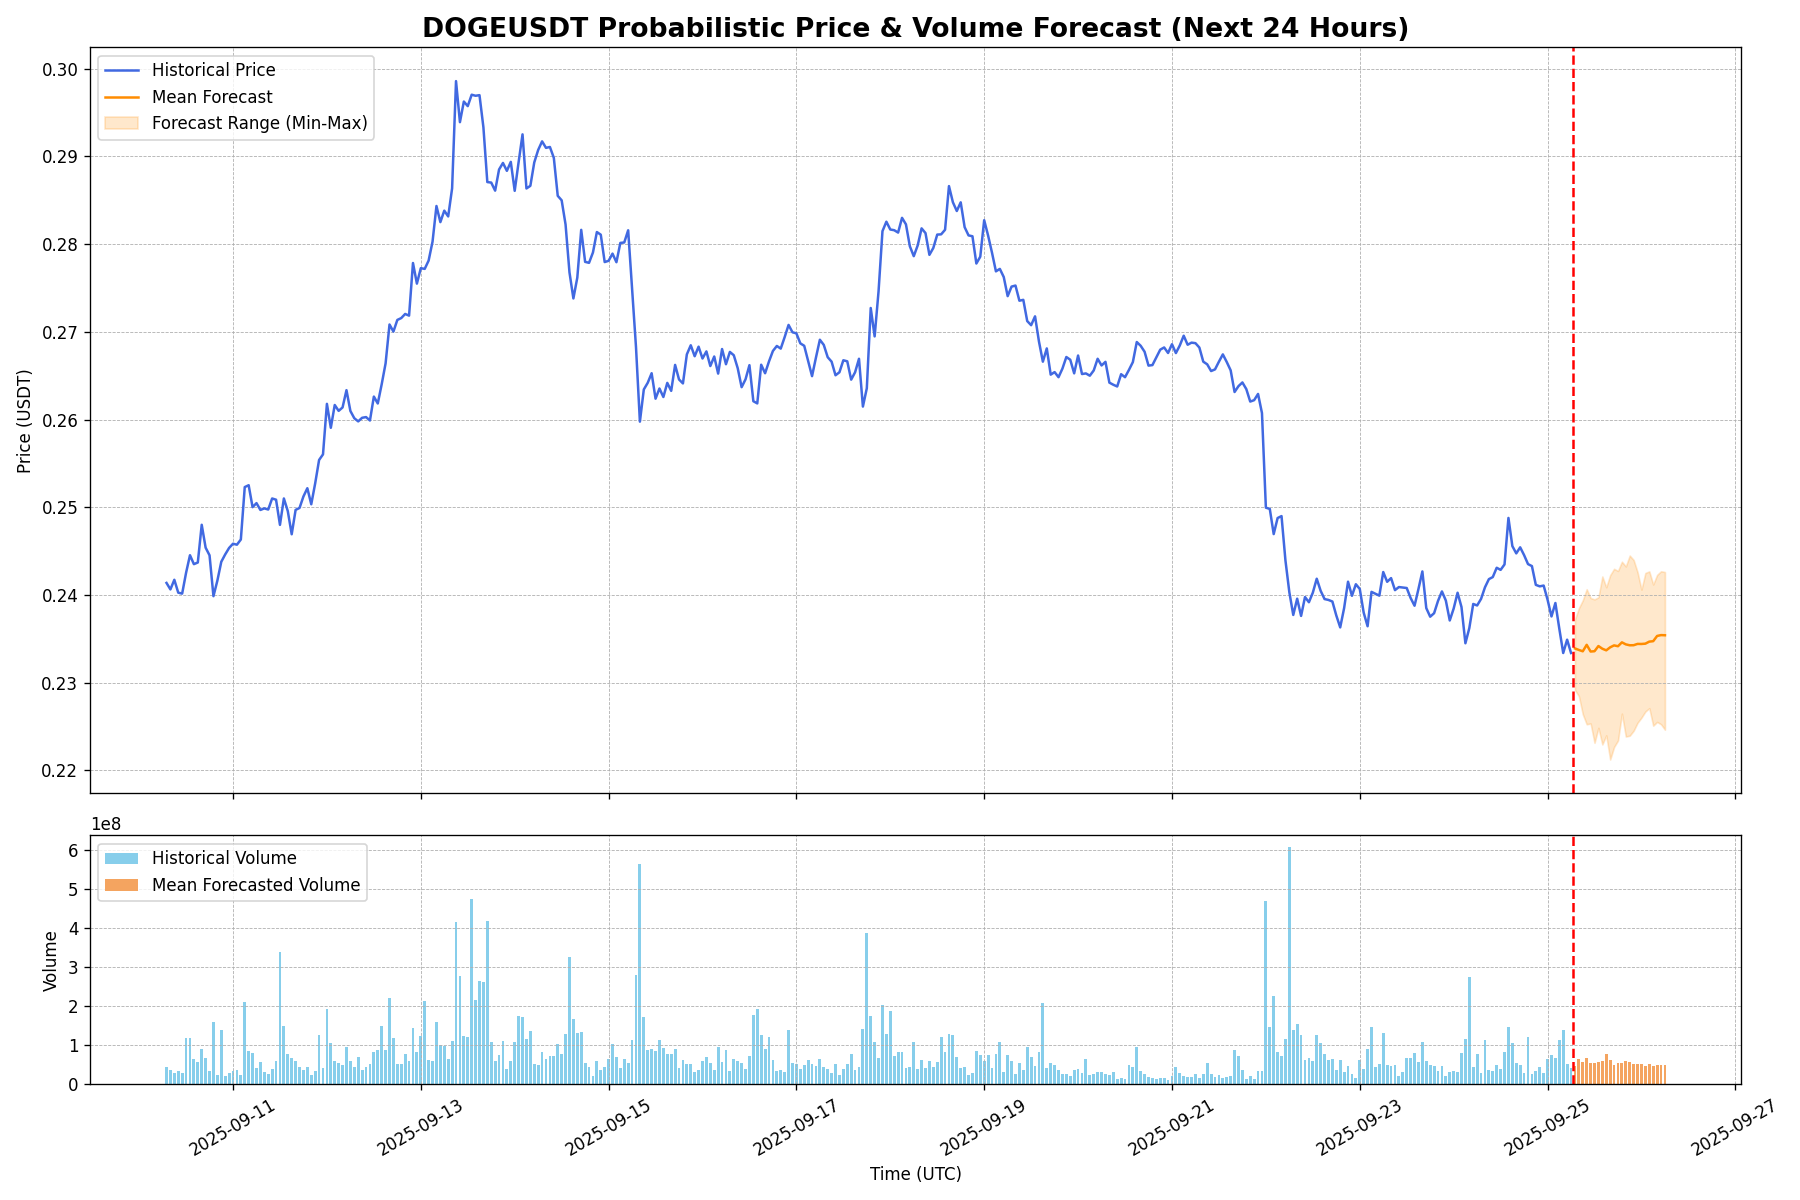 DOGEUSDT Probabilistic Price & Volume Forecast (Next 24 Hours)
Historical Price
Mean Forecast
Forecast Range (Min-Max)
0.30
0.29
0.28
0.27
0.26
0.25
0.24
0.23
0.22
Price (USDT)
1e8
Historical Volume
Mean Forecasted Volume
6
5
4
3
2
1
0
Volume
2025-09-11
2025-09-13
2025-09-15
2025-09-17
2025-09-19
2025-09-21
2025-09-23
2025-09-25
2025-09-27
Time (UTC)